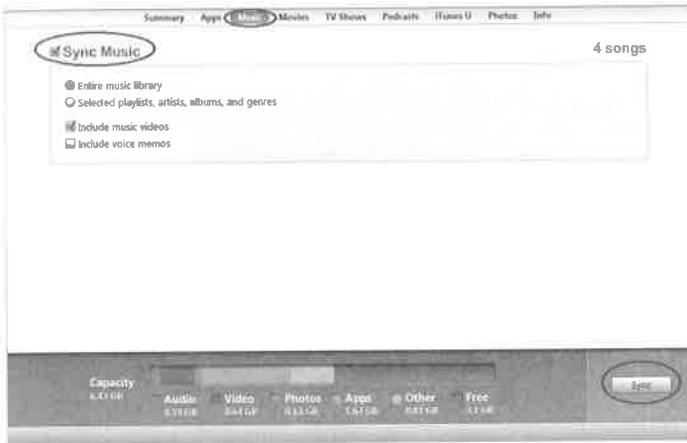 Summary Apps Music Movies TV Shows Podcasts iTunes U Photos Info
Sync Music
4 songs
Entire music library
Selected playlists, artists, albums, and genres
Include music videos
Include voice memos
Capacity
Audio Video Photos Apps Other Free
Sync